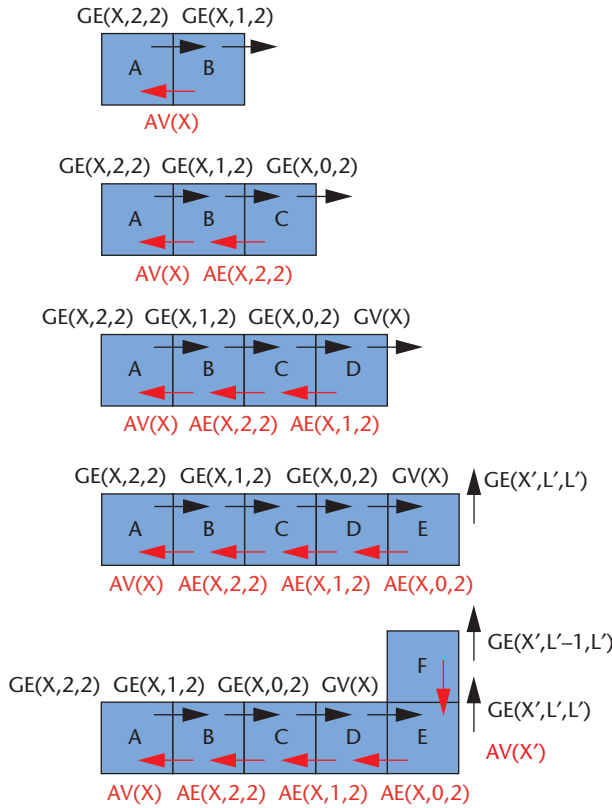 GE(X,2,2) GE(X,1,2)
A B
AV(X)
GE(X,2,2) GE(X,1,2) GE(X,0,2)
A B C
AV(X) AE(X,2,2)
GE(X,2,2) GE(X,1,2) GE(X,0,2) GV(X)
A B C D
AV(X) AE(X,2,2) AE(X,1,2)
GE(X,2,2) GE(X,1,2) GE(X,0,2) GV(X) GE(X′,L′,L′)
A B C D E
AV(X) AE(X,2,2) AE(X,1,2) AE(X,0,2)
GE(X′,L′–1,L′)
F
GE(X,2,2) GE(X,1,2) GE(X,0,2) GV(X)
GE(X′,L′,L′)
A B C D E
AV(X′)
AV(X) AE(X,2,2) AE(X,1,2) AE(X,0,2)